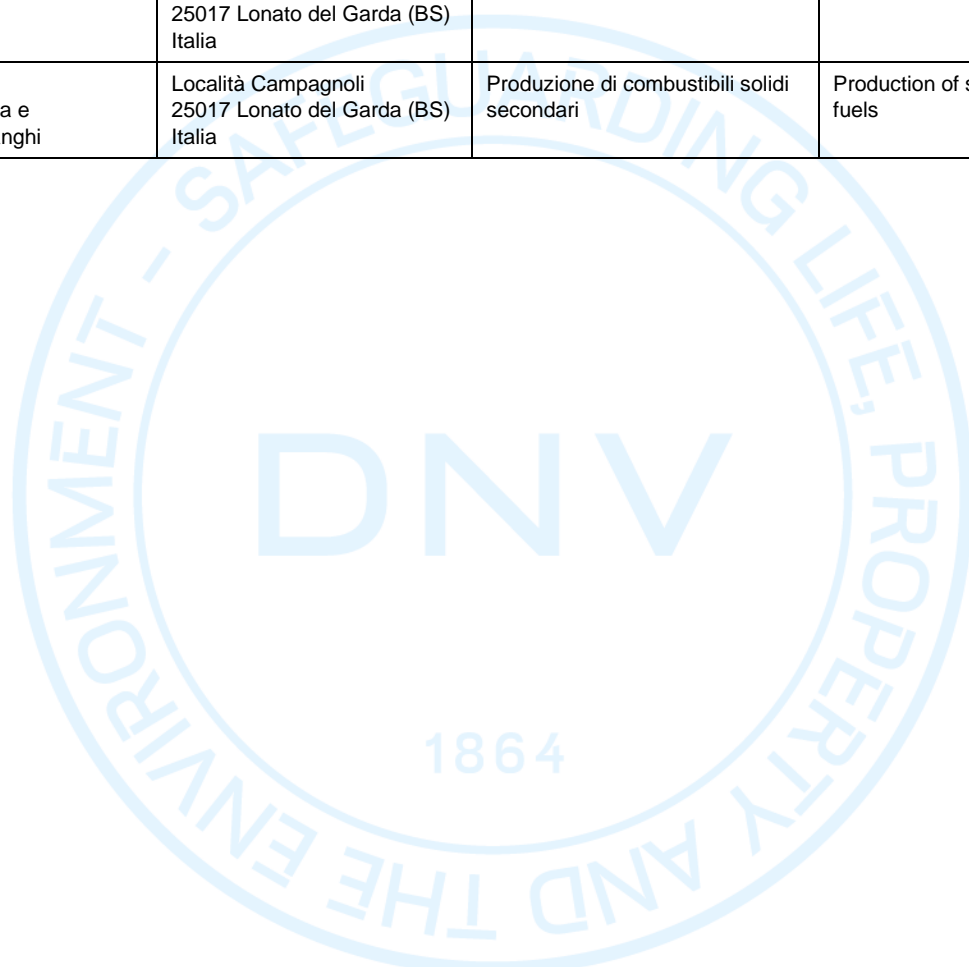 25017 Lonato del Garda (BS)
Italia
a e
nghi
Località Campagnoli
25017 Lonato del Garda (BS)
Italia
Produzione di combustibili solidi
secondari
Production of s
fuels
SAFEGUARDING LIFE, PROPERTY AND THE ENVIRONMENT -
DNV
1864